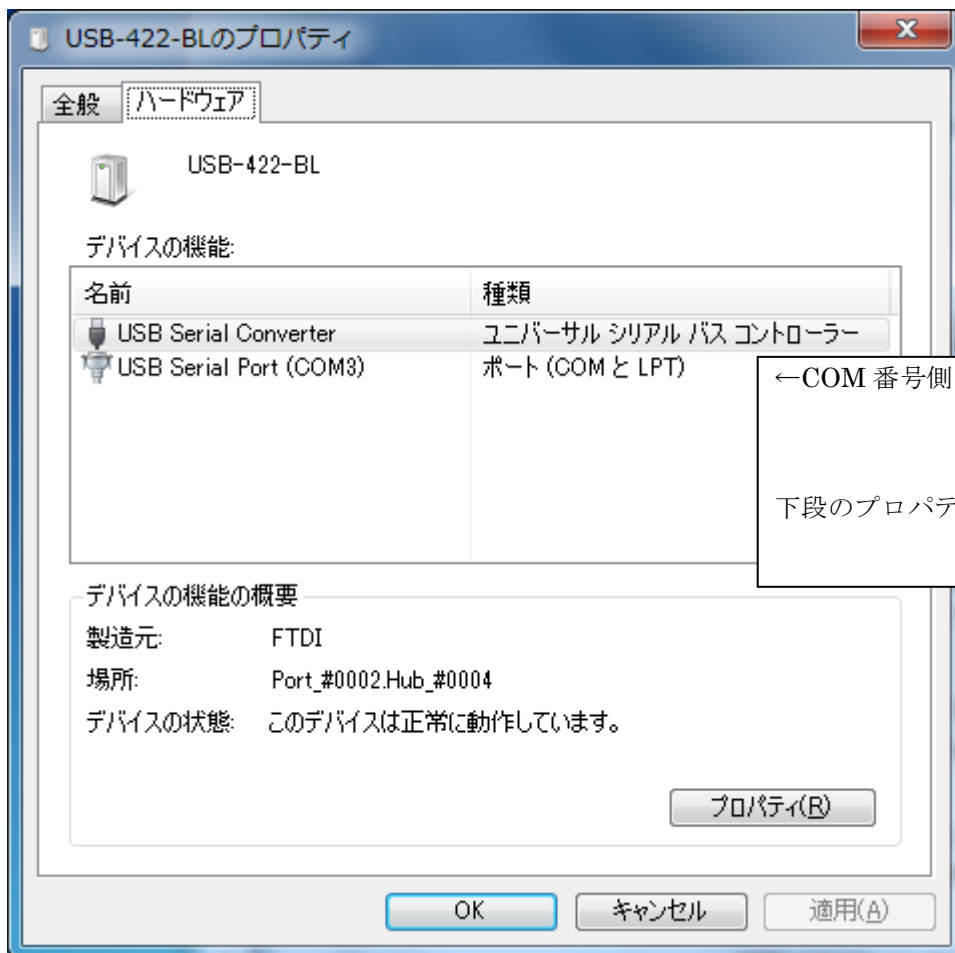 USB-422-BLのプロパティ
全般 ハードウェア
USB-422-BL
デバイスの機能:
名前 種類
USB Serial Converter ユニバーサル シリアル バス コントローラー
USB Serial Port (COM3) ポート (COM と LPT)
←COM 番号側
下段のプロパテ
デバイスの機能の概要
製造元: FTDI
場所: Port_#0002.Hub_#0004
デバイスの状態: このデバイスは正常に動作しています。
プロパティ(R)
OK キャンセル 適用(A)